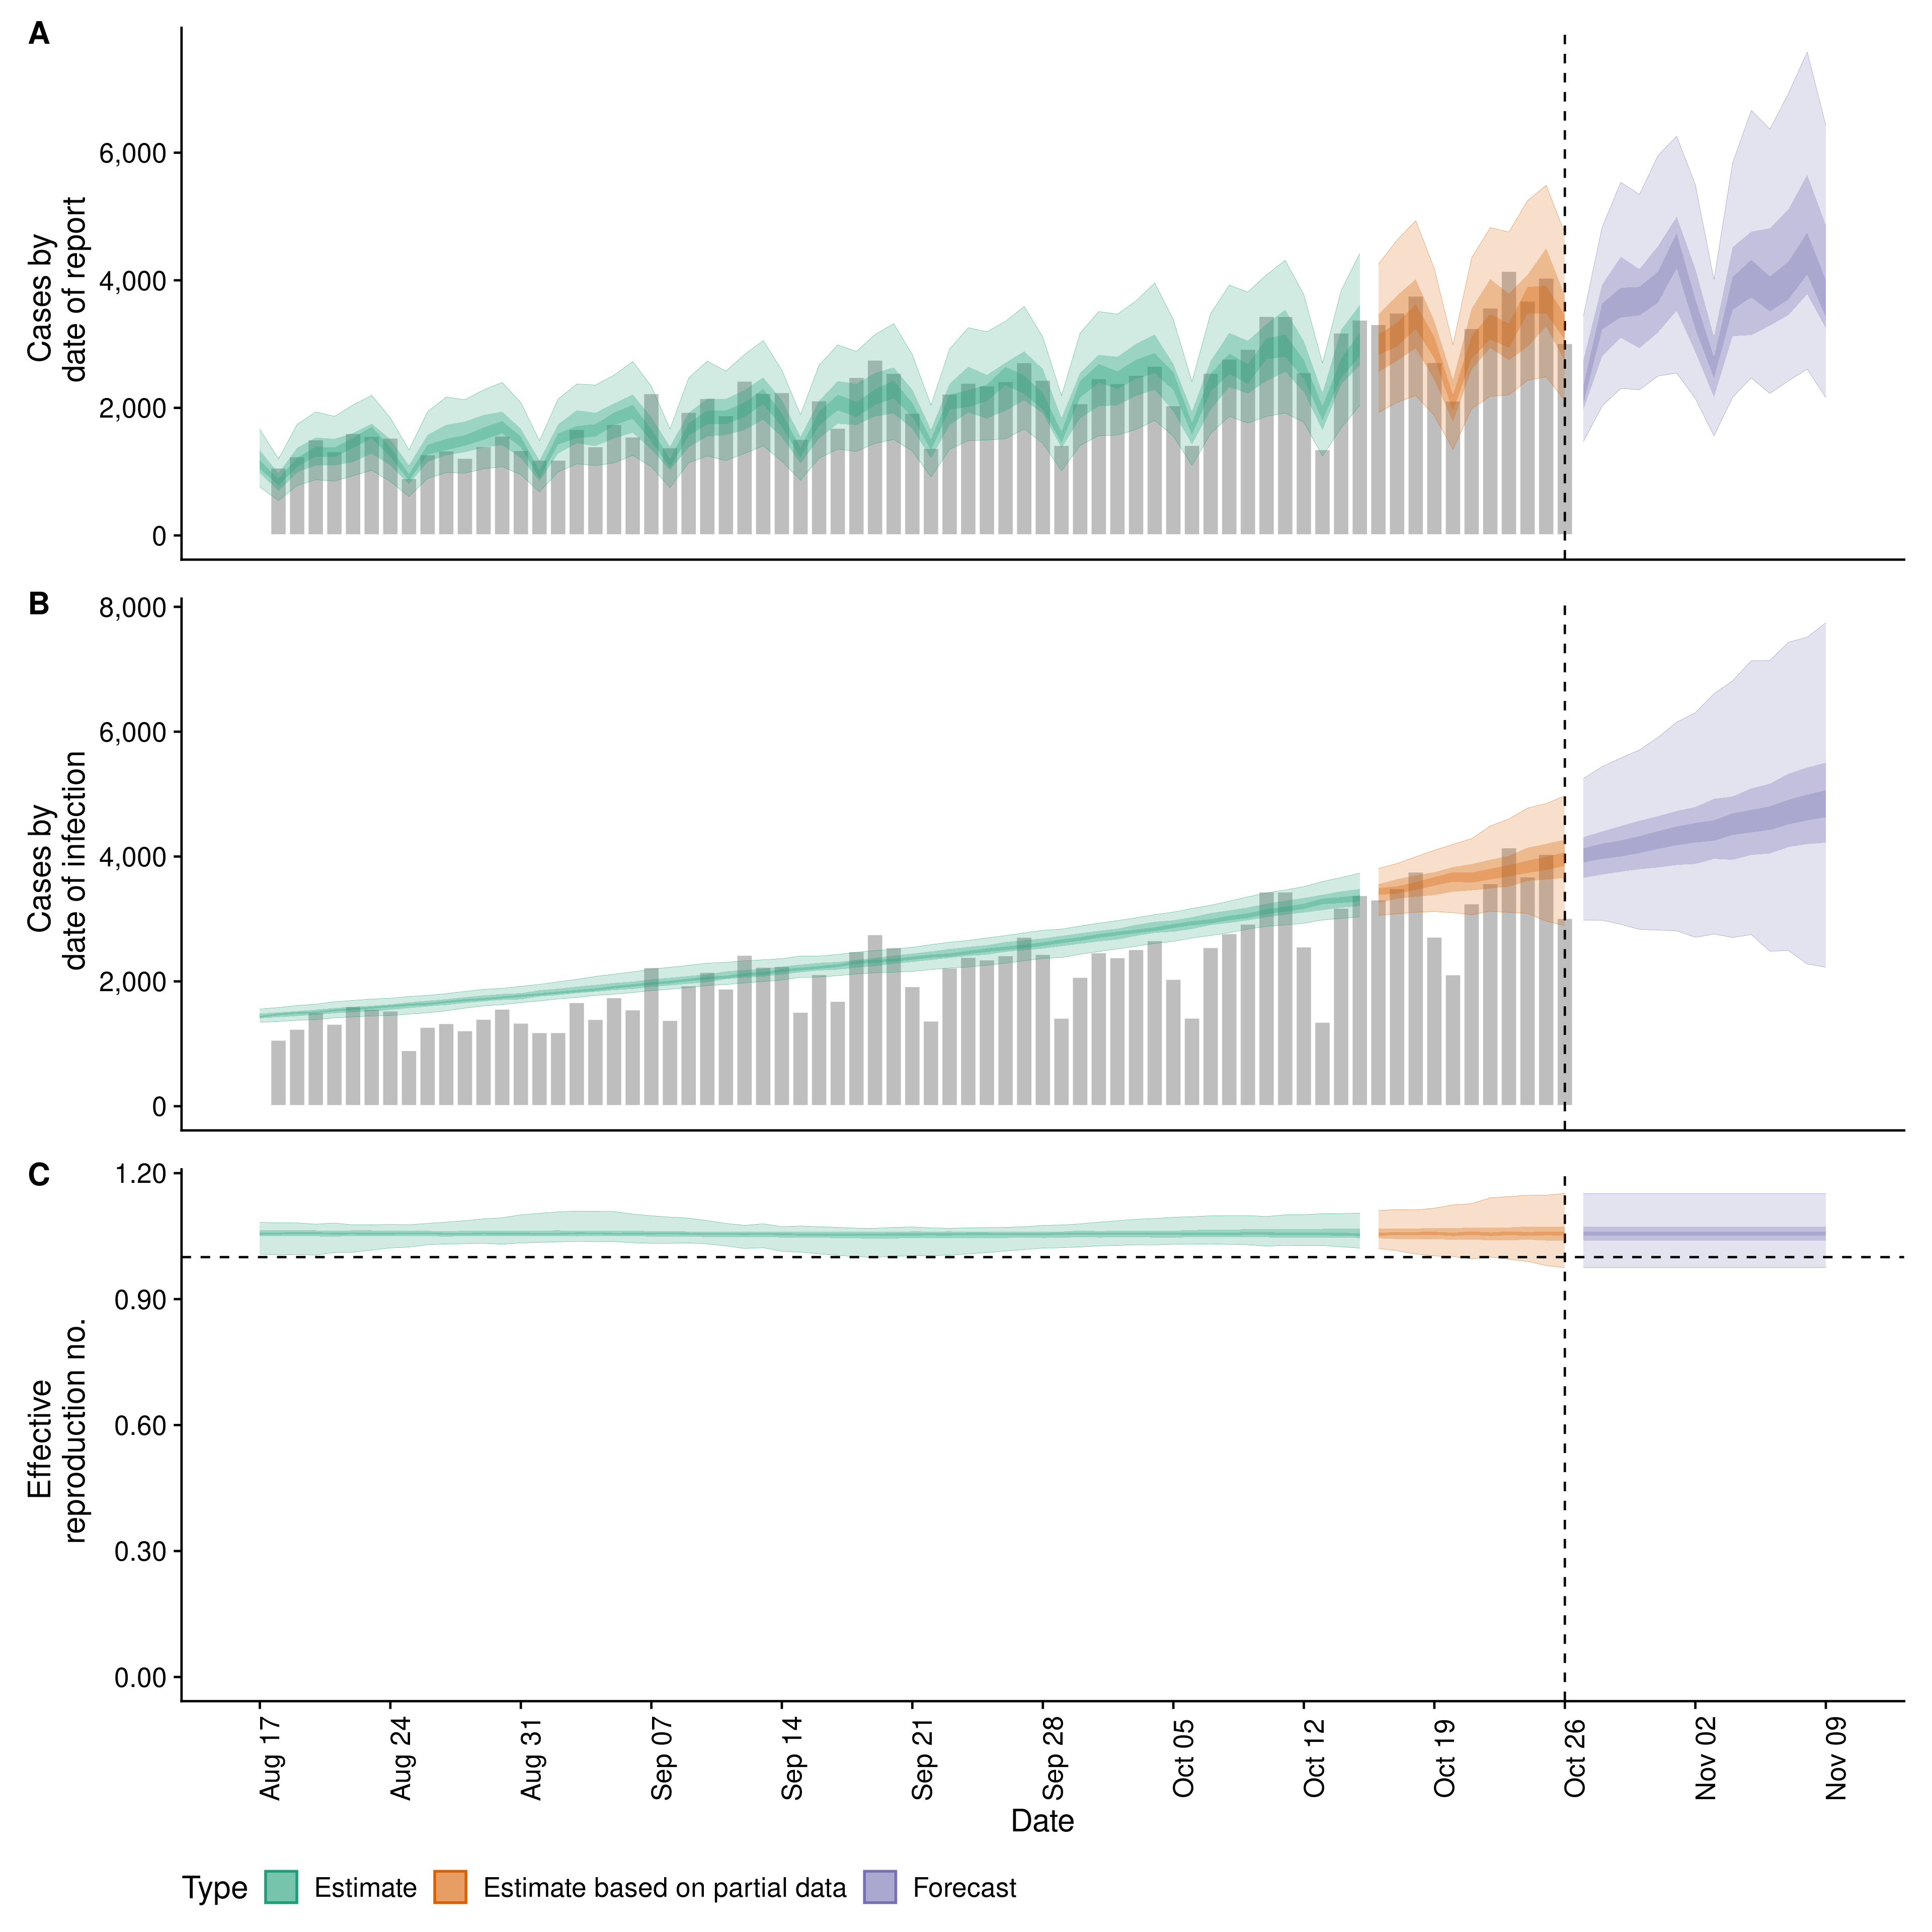 A
Cases by
date of report
6,000
4,000
2,000
0
B
Cases by
date of infection
8,000
6,000
4,000
2,000
0
C
Effective
reproduction no.
1.20
0.90
0.60
0.30
0.00
Aug 17
Aug 24
Aug 31
Sep 07
Sep 14
Sep 21
Sep 28
Oct 05
Oct 12
Oct 19
Oct 26
Nov 02
Nov 09
Date
Type Estimate Estimate based on partial data Forecast